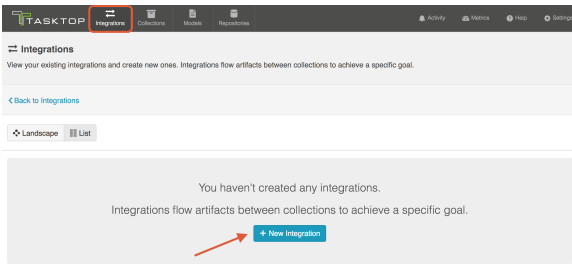 TASKTOP
Integrations
Collections
Models
Repositories
Activity
Metrics
Help
Settings
Integrations
View your existing integrations and create new ones. Integrations flow artifacts between collections to achieve a specific goal.
Back to Integrations
Landscape
List
You haven't created any integrations.
Integrations flow artifacts between collections to achieve a specific goal.
+ New Integration